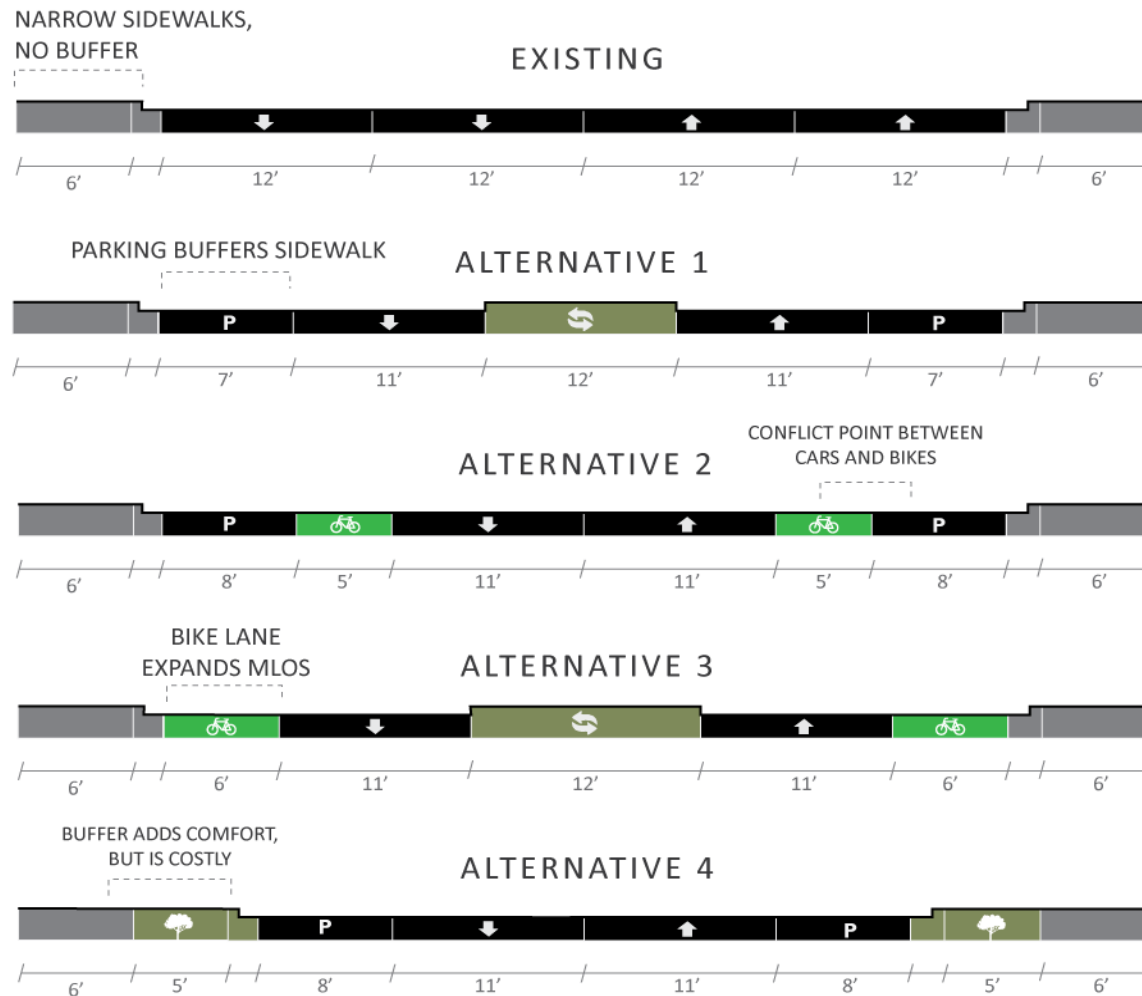 NARROW SIDEWALKS,
NO BUFFER
EXISTING
6’ 12’ 12’ 12’ 12’ 6’
PARKING BUFFERS SIDEWALK
ALTERNATIVE 1
P P
6’ 7’ 11’ 12’ 11’ 7’ 6’
CONFLICT POINT BETWEEN
CARS AND BIKES
ALTERNATIVE 2
P P
6’ 8’ 5’ 11’ 11’ 5’ 8’ 6’
BIKE LANE
EXPANDS MLOS
ALTERNATIVE 3
6’ 6’ 11’ 12’ 11’ 6’ 6’
BUFFER ADDS COMFORT,
BUT IS COSTLY
ALTERNATIVE 4
P P
6’ 5’ 8’ 11’ 11’ 8’ 5’ 6’